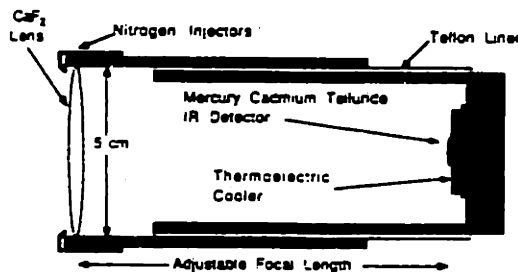 CaF2
Lens
Nitrogen Injectors
Teflon Liner
Mercury Cadmium Telluride
IR Detector
5 cm
Thermoelectric
Cooler
Adjustable Focal Length